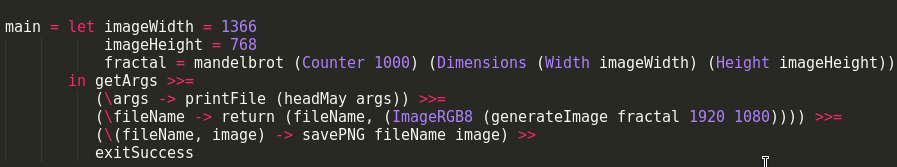 main = let imageWidth = 1366
imageHeight = 768
fractal = mandelbrot (Counter 1000) (Dimensions (Width imageWidth) (Height imageHeight))
in getArgs >>=
(\args -> printFile (headMay args)) >>=
(\fileName -> return (fileName, (ImageRGB8 (generateImage fractal 1920 1080)))) >>=
(\(fileName, image) -> savePNG fileName image) >>
exitSuccess